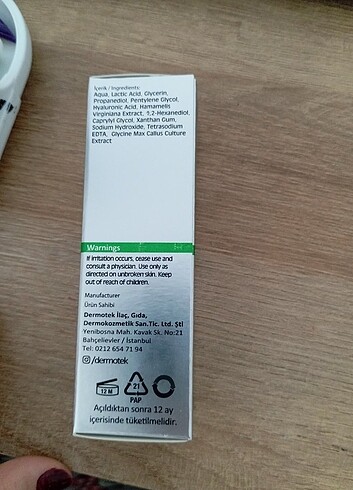 İçerik / Ingredients:
Aqua, Lactic Acid, Glycerin,
Propanediol, Pentylene Glycol,
Hyaluronic Acid, Hamamelis
Virginiana Extract, 1,2-Hexanediol,
Caprylyl Glycol, Xanthan Gum,
Sodium Hydroxide, Tetrasodium
EDTA, Glycine Max Callus Culture
Extract
Warnings
If irritation occurs, cease use and
consult a physician. Use only as
directed on unbroken skin. Keep
out of reach of children.
Manufacturer
Ürün Sahibi
Dermotek İlaç, Gıda,
Dermokozmetik San.Tic. Ltd. Şti
Yenibosna Mah. Kavak Sk. No:21
Bahçelievler / İstanbul
Tel: 0212 654 71 94
/dermotek
12 M
21
PAP
Açıldıktan sonra 12 ay
içerisinde tüketilmelidir.